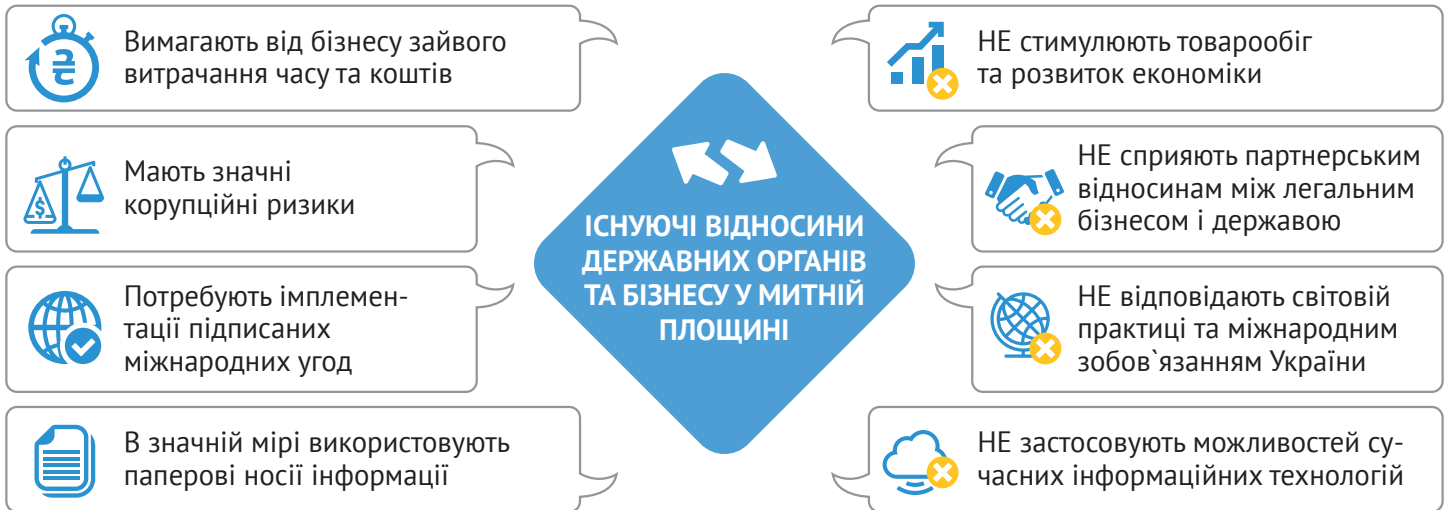 Вимагають від бізнесу зайвого
витрачання часу та коштів
Мають значні
корупційні ризики
$
Потребують імплемен-
тації підписаних
міжнародних угод
В значній мірі використовують
паперові носії інформації
ІСНУЮЧІ ВІДНОСИНИ
ДЕРЖАВНИХ ОРГАНІВ
ТА БІЗНЕСУ У МИТНІЙ
ПЛОЩИНІ
НЕ стимулюють товарообіг
та розвиток економіки
НЕ сприяють партнерським
відносинам між легальним
бізнесом і державою
НЕ відповідають світовій
практиці та міжнародним
зобов`язанням України
НЕ застосовують можливостей су-
часних інформаційних технологій